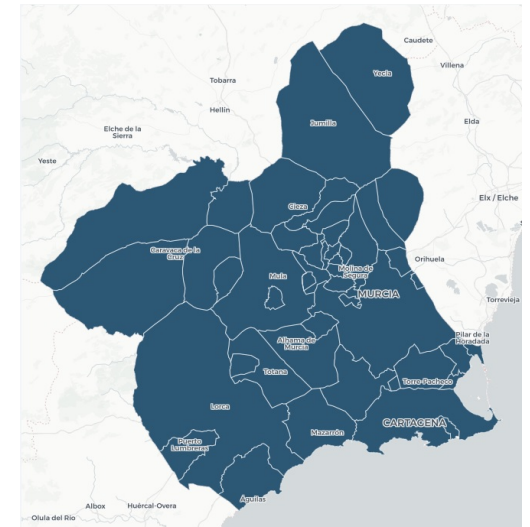 Caudete
Villena
Yecla
Tobarra
Hellín
Jumilla
Elda
Elche de la
Sierra
Yeste
Elx / Elche
Cieza
Caravaca de la
Cruz
Orihuela
Mula
Molina de
Segura
MURCIA
Torrevieja
Pilar de la
Horadada
Alhama de
Murcia
Totana
Torre-Pacheco
Lorca
CARTAGENA
Mazarrón
Puerto
Lumbreras
Águilas
Albox
Huércal-Overa
Olula del Río